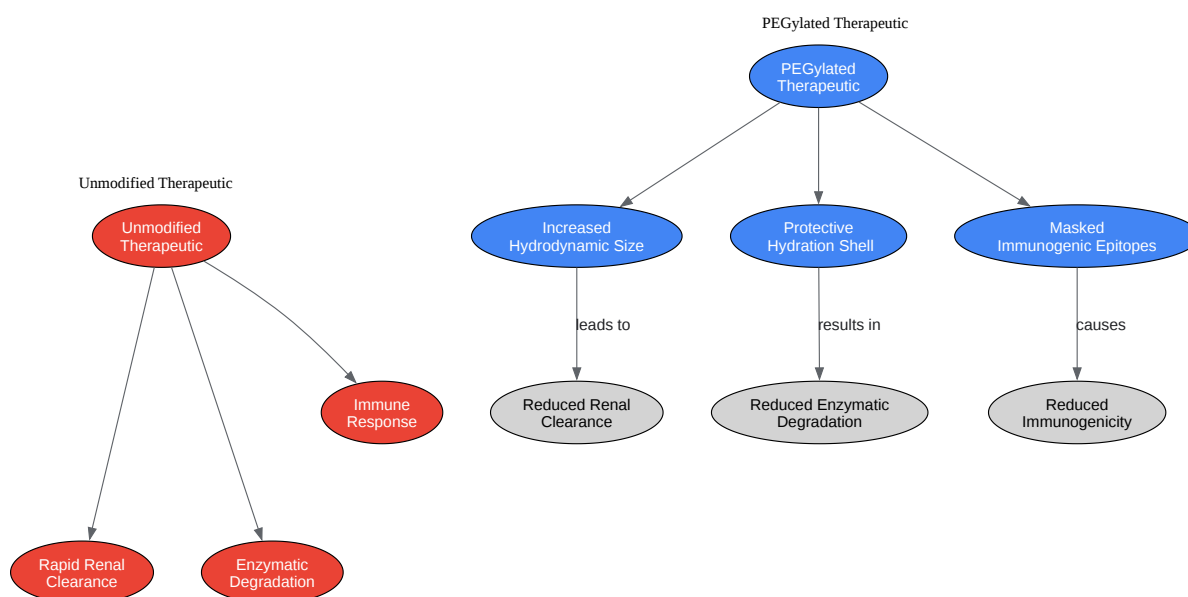 PEGylated Therapeutic
PEGylated
Therapeutic
Unmodified Therapeutic
Unmodified
Therapeutic
Increased
Hydrodynamic Size
Protective
Hydration Shell
Masked
Immunogenic Epitopes
leads to
results in
causes
Immune
Response
Reduced Renal
Clearance
Reduced Enzymatic
Degradation
Reduced
Immunogenicity
Rapid Renal
Clearance
Enzymatic
Degradation